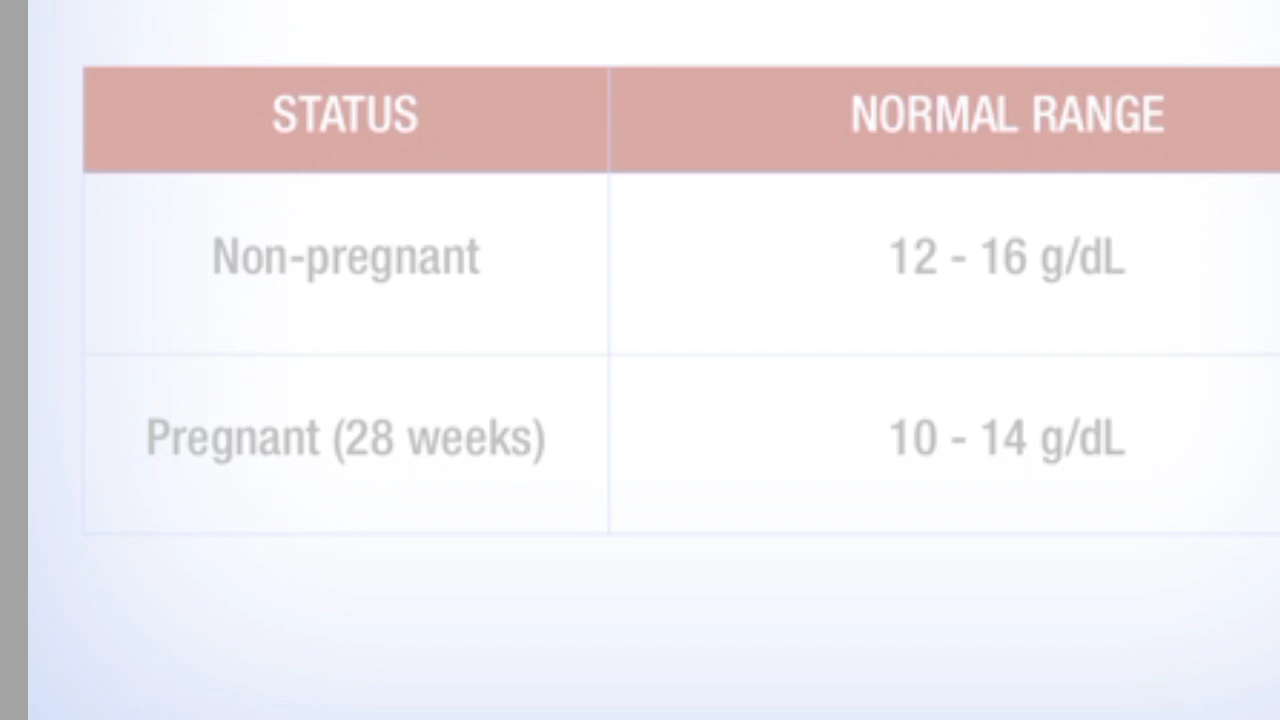 STATUS NORMAL RANGE
Non-pregnant 12 - 16 g/dL
Pregnant (28 weeks) 10 - 14 g/dL